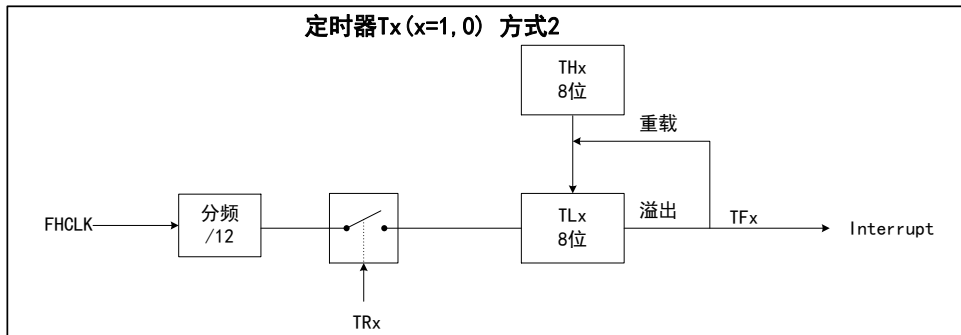 定时器Tx(x=1,0) 方式2
THx
8位
重载
FHCLK
分频
/12
TLx
8位
溢出
TFx
Interrupt
TRx